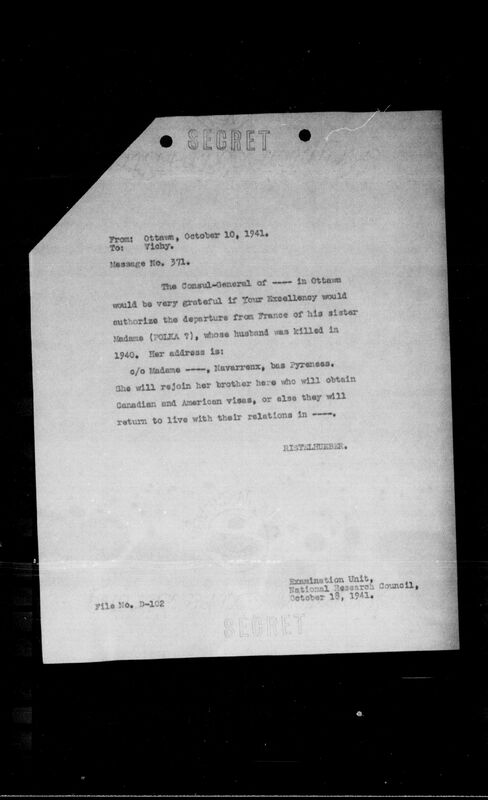 SECRET
From: Ottawa, October 10, 1941.
To: Vichy.
Message No. 371.
The Consul-General of ---- in Ottawa
would be very grateful if Your Excellency would
authorize the departure from France of his sister
Madame (POLKA ?), whose husband was killed in
1940. Her address is:
c/o Madame ----, Navarrenx, bas Pyrenees.
She will rejoin her brother here who will obtain
Canadian and American visas, or else they will
return to live with their relations in ----.
RISTELHUEBER.
Examination Unit,
National Research Council,
October 18, 1941.
File No. D-102
SECRET